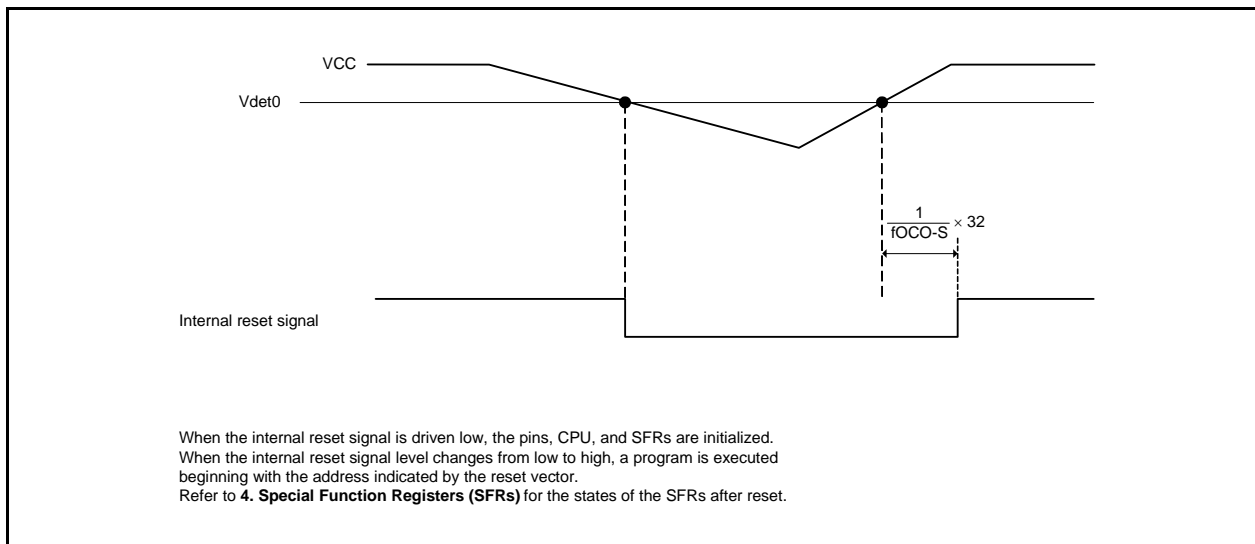 VCC
Vdet0
1
fOCO-S
× 32
Internal reset signal
When the internal reset signal is driven low, the pins, CPU, and SFRs are initialized.
When the internal reset signal level changes from low to high, a program is executed
beginning with the address indicated by the reset vector.
Refer to 4. Special Function Registers (SFRs) for the states of the SFRs after reset.